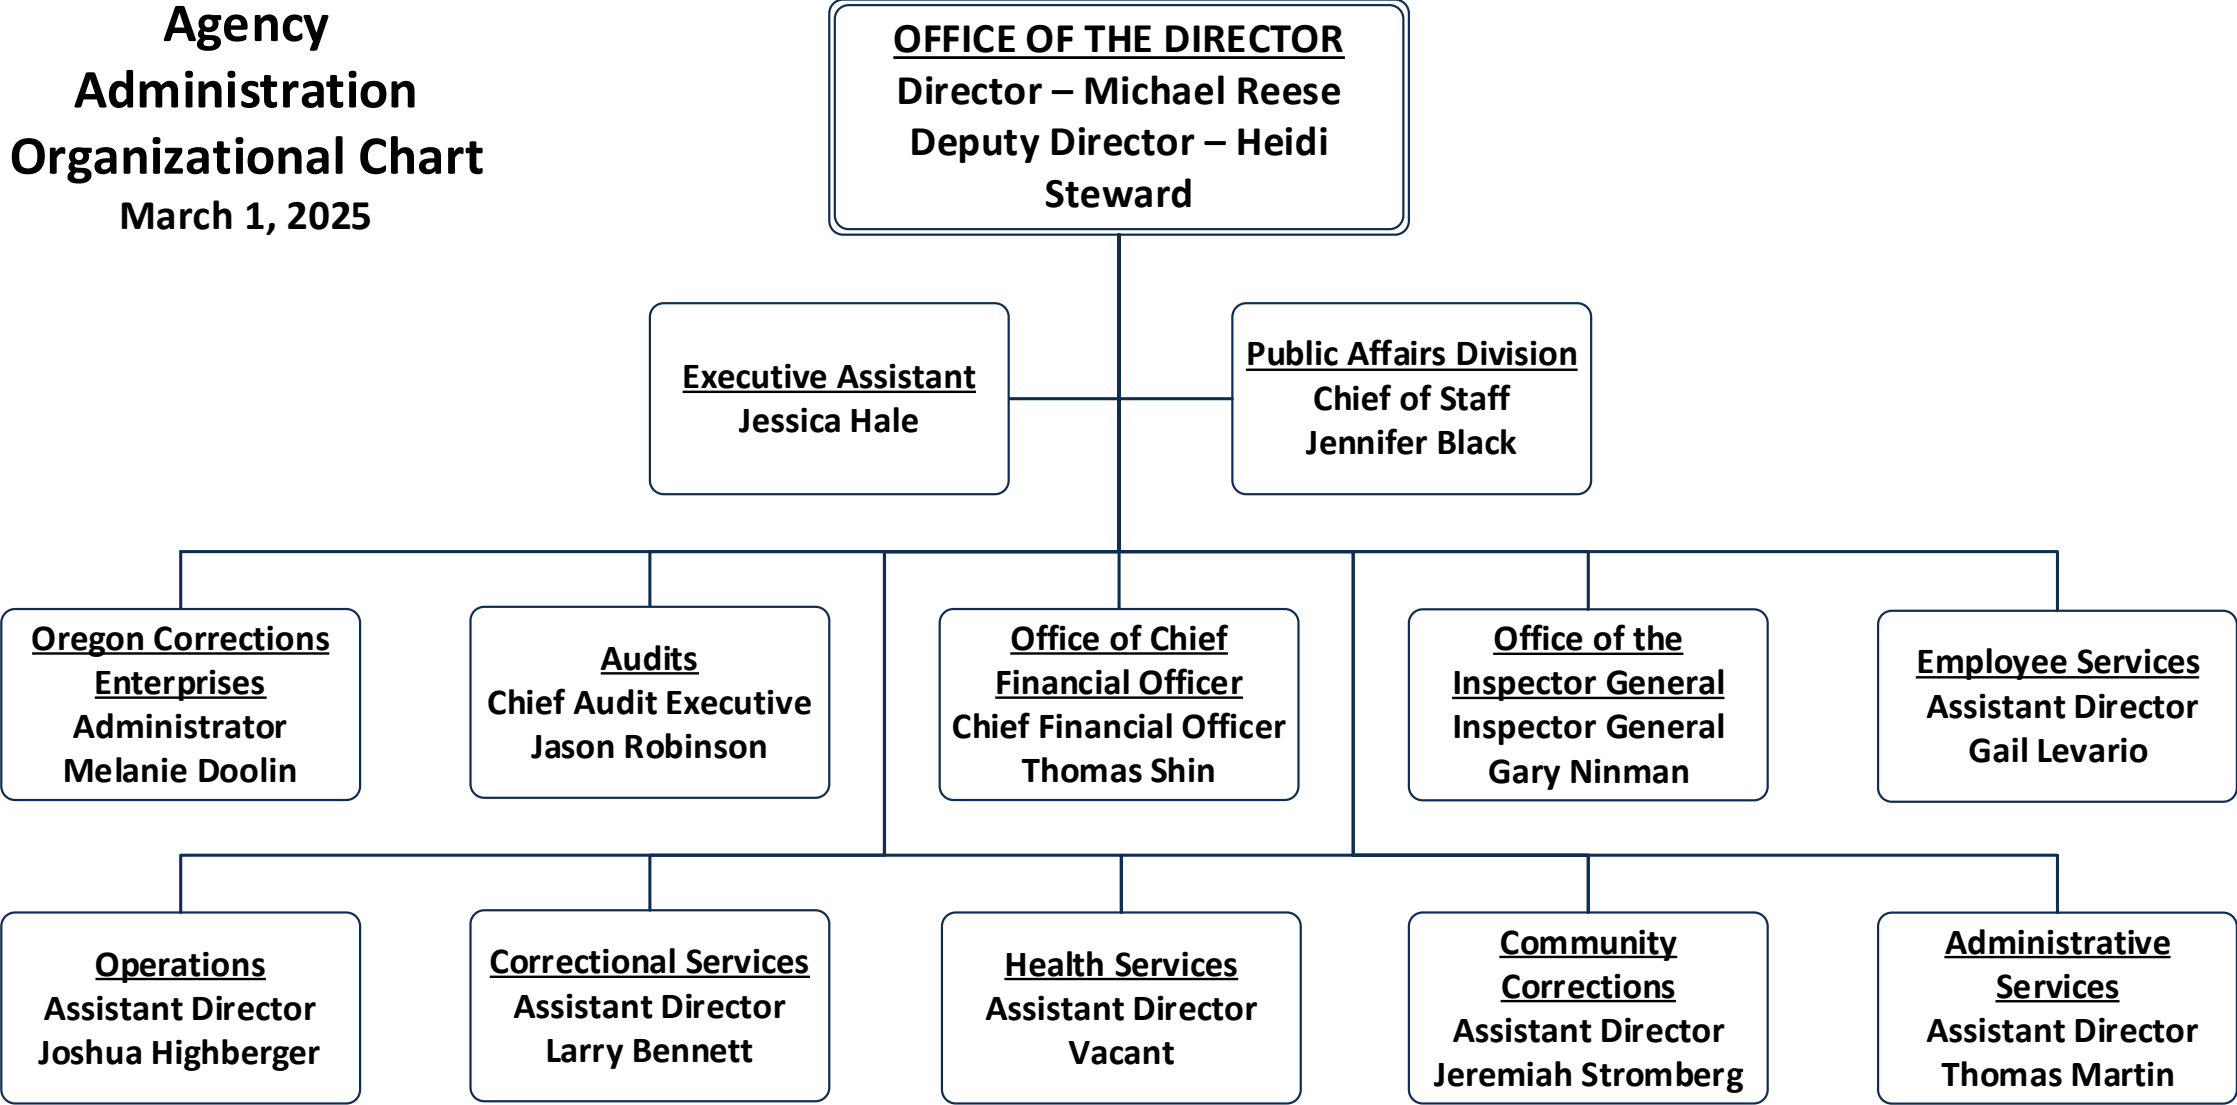 Agency
Administration
Organizational Chart
March 1, 2025
OFFICE OF THE DIRECTOR
Director – Michael Reese
Deputy Director – Heidi
Steward
Executive Assistant
Jessica Hale
Public Affairs Division
Chief of Staff
Jennifer Black
Oregon Corrections
Enterprises
Administrator
Melanie Doolin
Audits
Chief Audit Executive
Jason Robinson
Office of Chief
Financial Officer
Chief Financial Officer
Thomas Shin
Office of the
Inspector General
Inspector General
Gary Ninman
Employee Services
Assistant Director
Gail Levario
Operations
Assistant Director
Joshua Highberger
Correctional Services
Assistant Director
Larry Bennett
Health Services
Assistant Director
Vacant
Community
Corrections
Assistant Director
Jeremiah Stromberg
Administrative
Services
Assistant Director
Thomas Martin